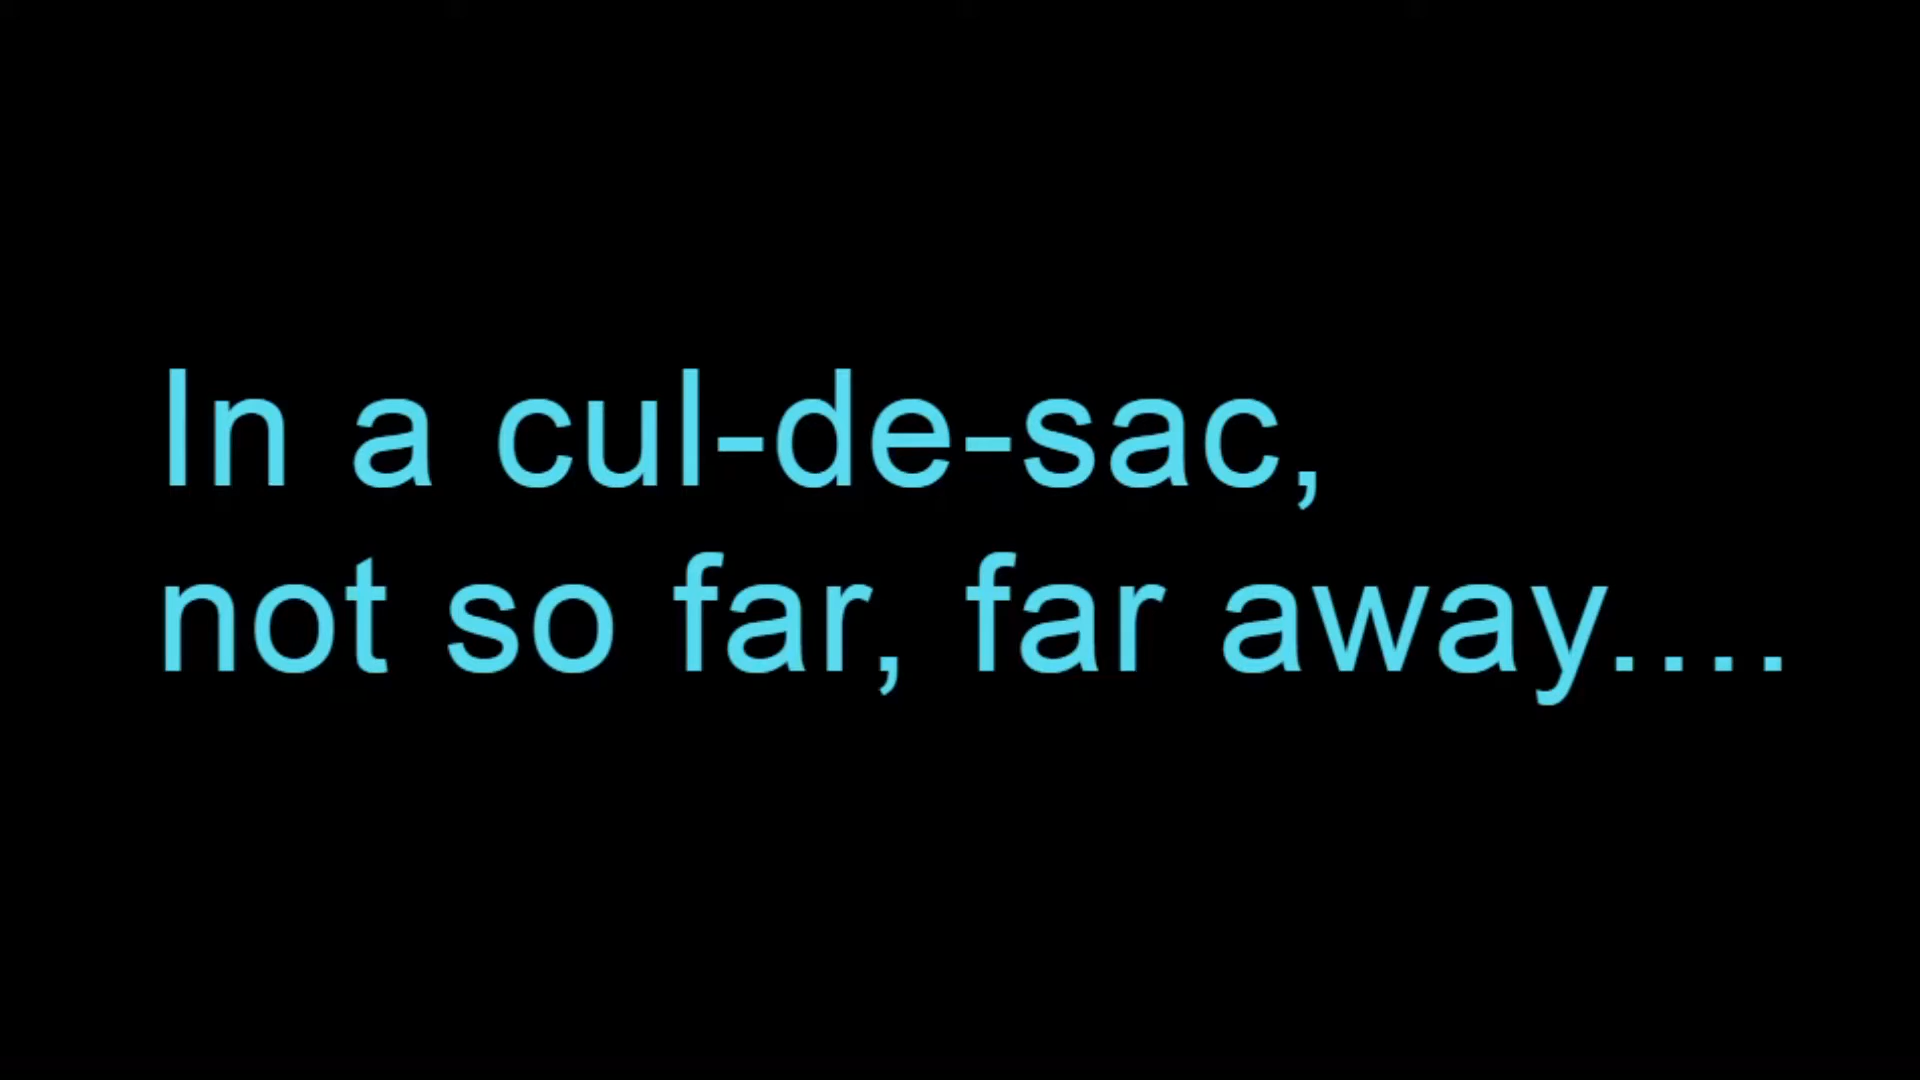 In a cul-de-sac,
not so far, far away....